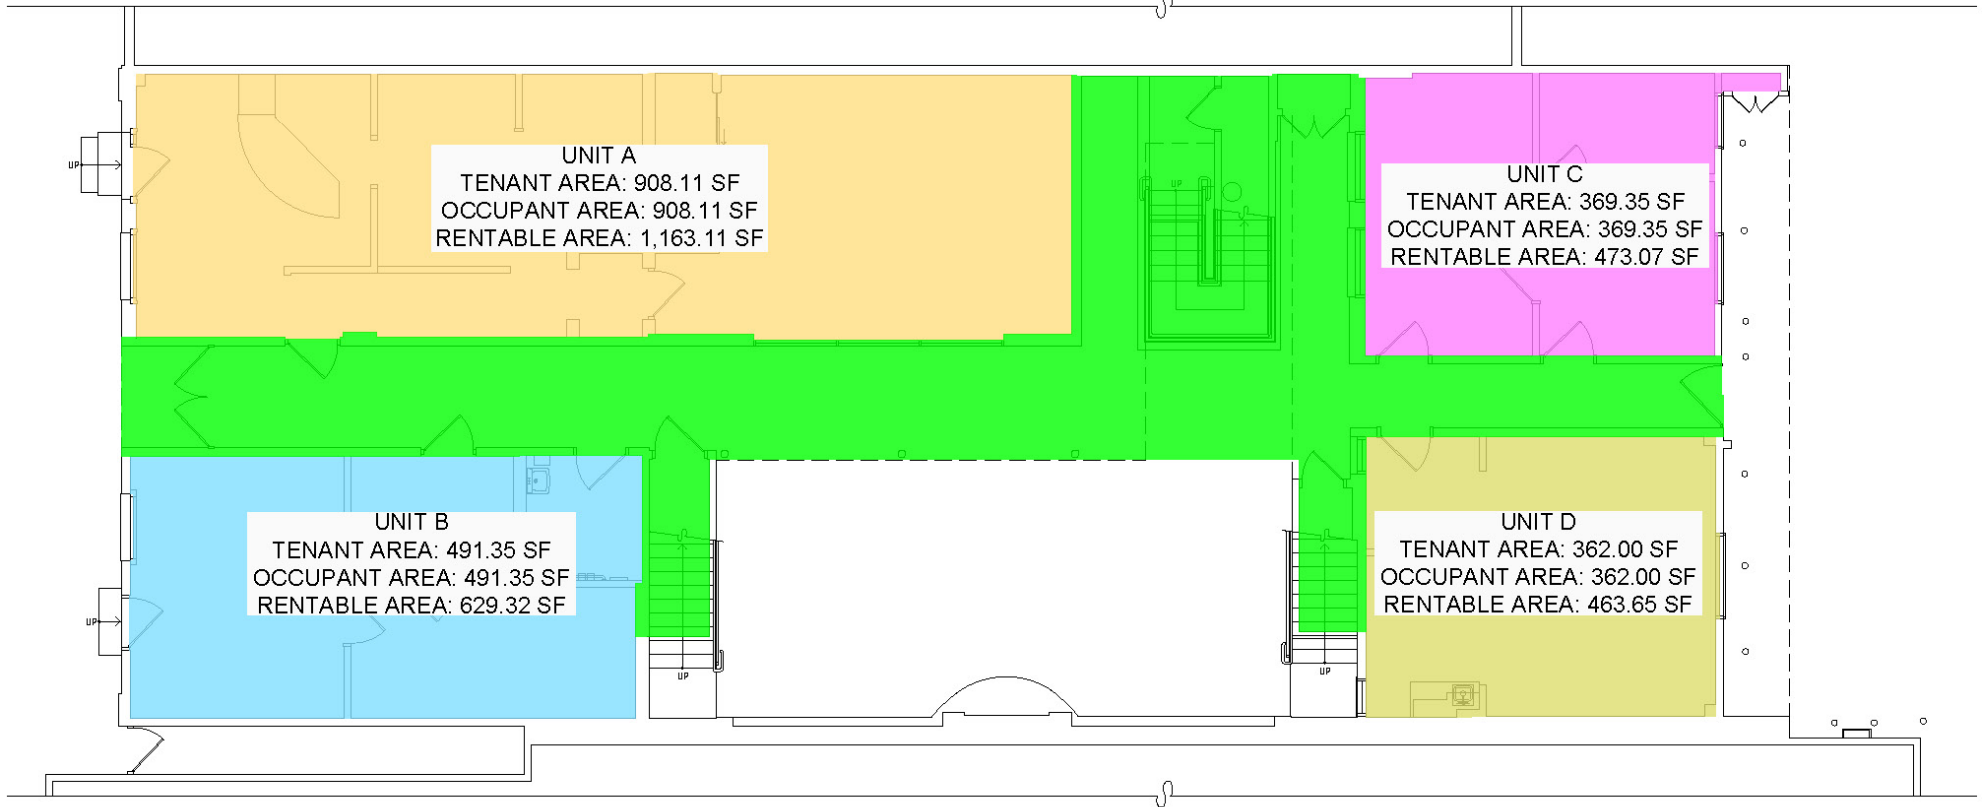 UNIT A
TENANT AREA: 908.11 SF
OCCUPANT AREA: 908.11 SF
RENTABLE AREA: 1,163.11 SF
UNIT C
TENANT AREA: 369.35 SF
OCCUPANT AREA: 369.35 SF
RENTABLE AREA: 473.07 SF
UP
UP
UNIT B
TENANT AREA: 491.35 SF
OCCUPANT AREA: 491.35 SF
RENTABLE AREA: 629.32 SF
UNIT D
TENANT AREA: 362.00 SF
OCCUPANT AREA: 362.00 SF
RENTABLE AREA: 463.65 SF
UP
UP
UP